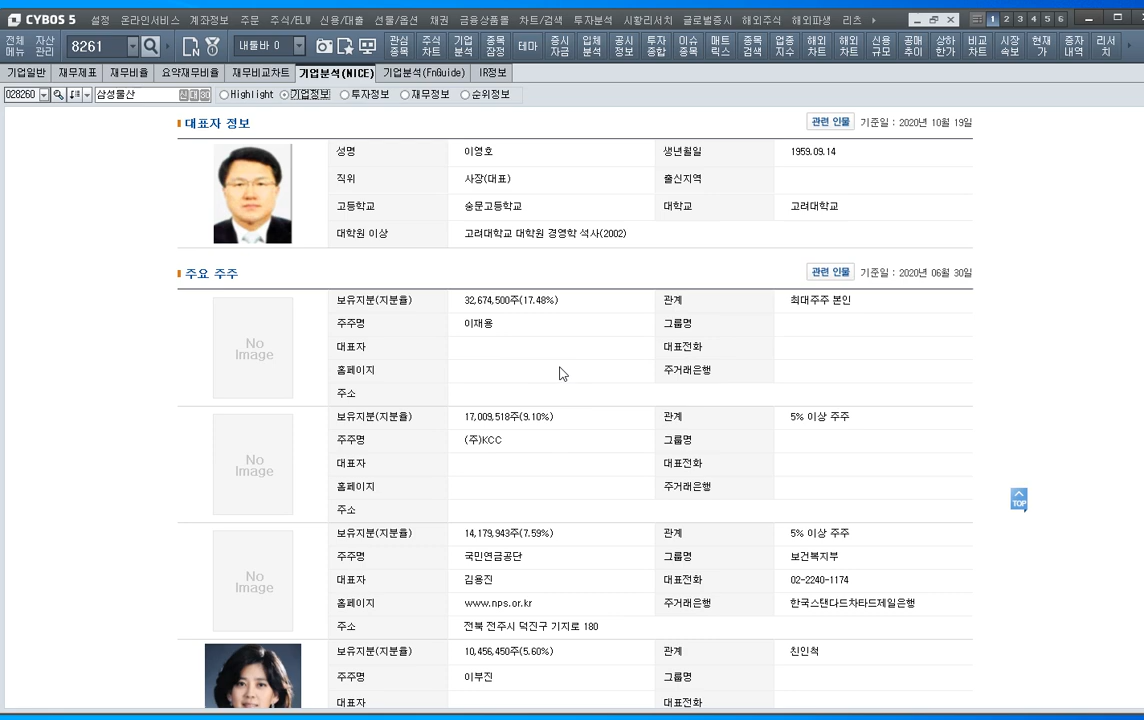 CYBOS 5 설정 온라인서비스 계좌정보 주문 주식/ELW 신용/대출 선물/옵션 채권 금융상품몰 차트/검색 투자분석 시황리서치 글로벌증시 해외주식 해외파생 리츠 1 2 3 4 5 6
전체메뉴 자산관리 8261 내툴바 0 관심종목 주식차트 기업분석 종목잠정 테마 증시자금 입체분석 공시정보 투자종합 이슈종목 매트릭스 종목검색 업종지수 해외차트 해외차트 신용규모 공매추이 상하한가 비교차트 시장속보 현재가 증자내역 리서치
기업일반 재무제표 재무비율 요약재무비율 재무비교차트 기업분석(NICE) 기업분석(FnGuide) IR정보
028260 삼성물산 Highlight 기업정보 투자정보 재무정보 순위정보
대표자 정보 관련 인물 기준일 : 2020년 10월 19일
성명 이영호 생년월일 1959.09.14
직위 사장(대표) 출신지역
고등학교 숭문고등학교 대학교 고려대학교
대학원 이상 고려대학교 대학원 경영학 석사(2002)
주요 주주 관련 인물 기준일 : 2020년 06월 30일
No Image
보유지분(지분율) 32,674,500주(17.48%) 관계 최대주주 본인
주주명 이재용 그룹명
대표자 대표전화
홈페이지 주거래은행
주소
No Image
보유지분(지분율) 17,009,518주(9.10%) 관계 5% 이상 주주
주주명 (주)KCC 그룹명
대표자 대표전화
홈페이지 주거래은행
주소
TOP
No Image
보유지분(지분율) 14,179,943주(7.59%) 관계 5% 이상 주주
주주명 국민연금공단 그룹명 보건복지부
대표자 김용진 대표전화 02-2240-1174
홈페이지 www.nps.or.kr 주거래은행 한국스탠다드차타드제일은행
주소 전북 전주시 덕진구 기지로 180
보유지분(지분율) 10,456,450주(5.60%) 관계 친인척
주주명 이부진 그룹명
대표자 대표전화